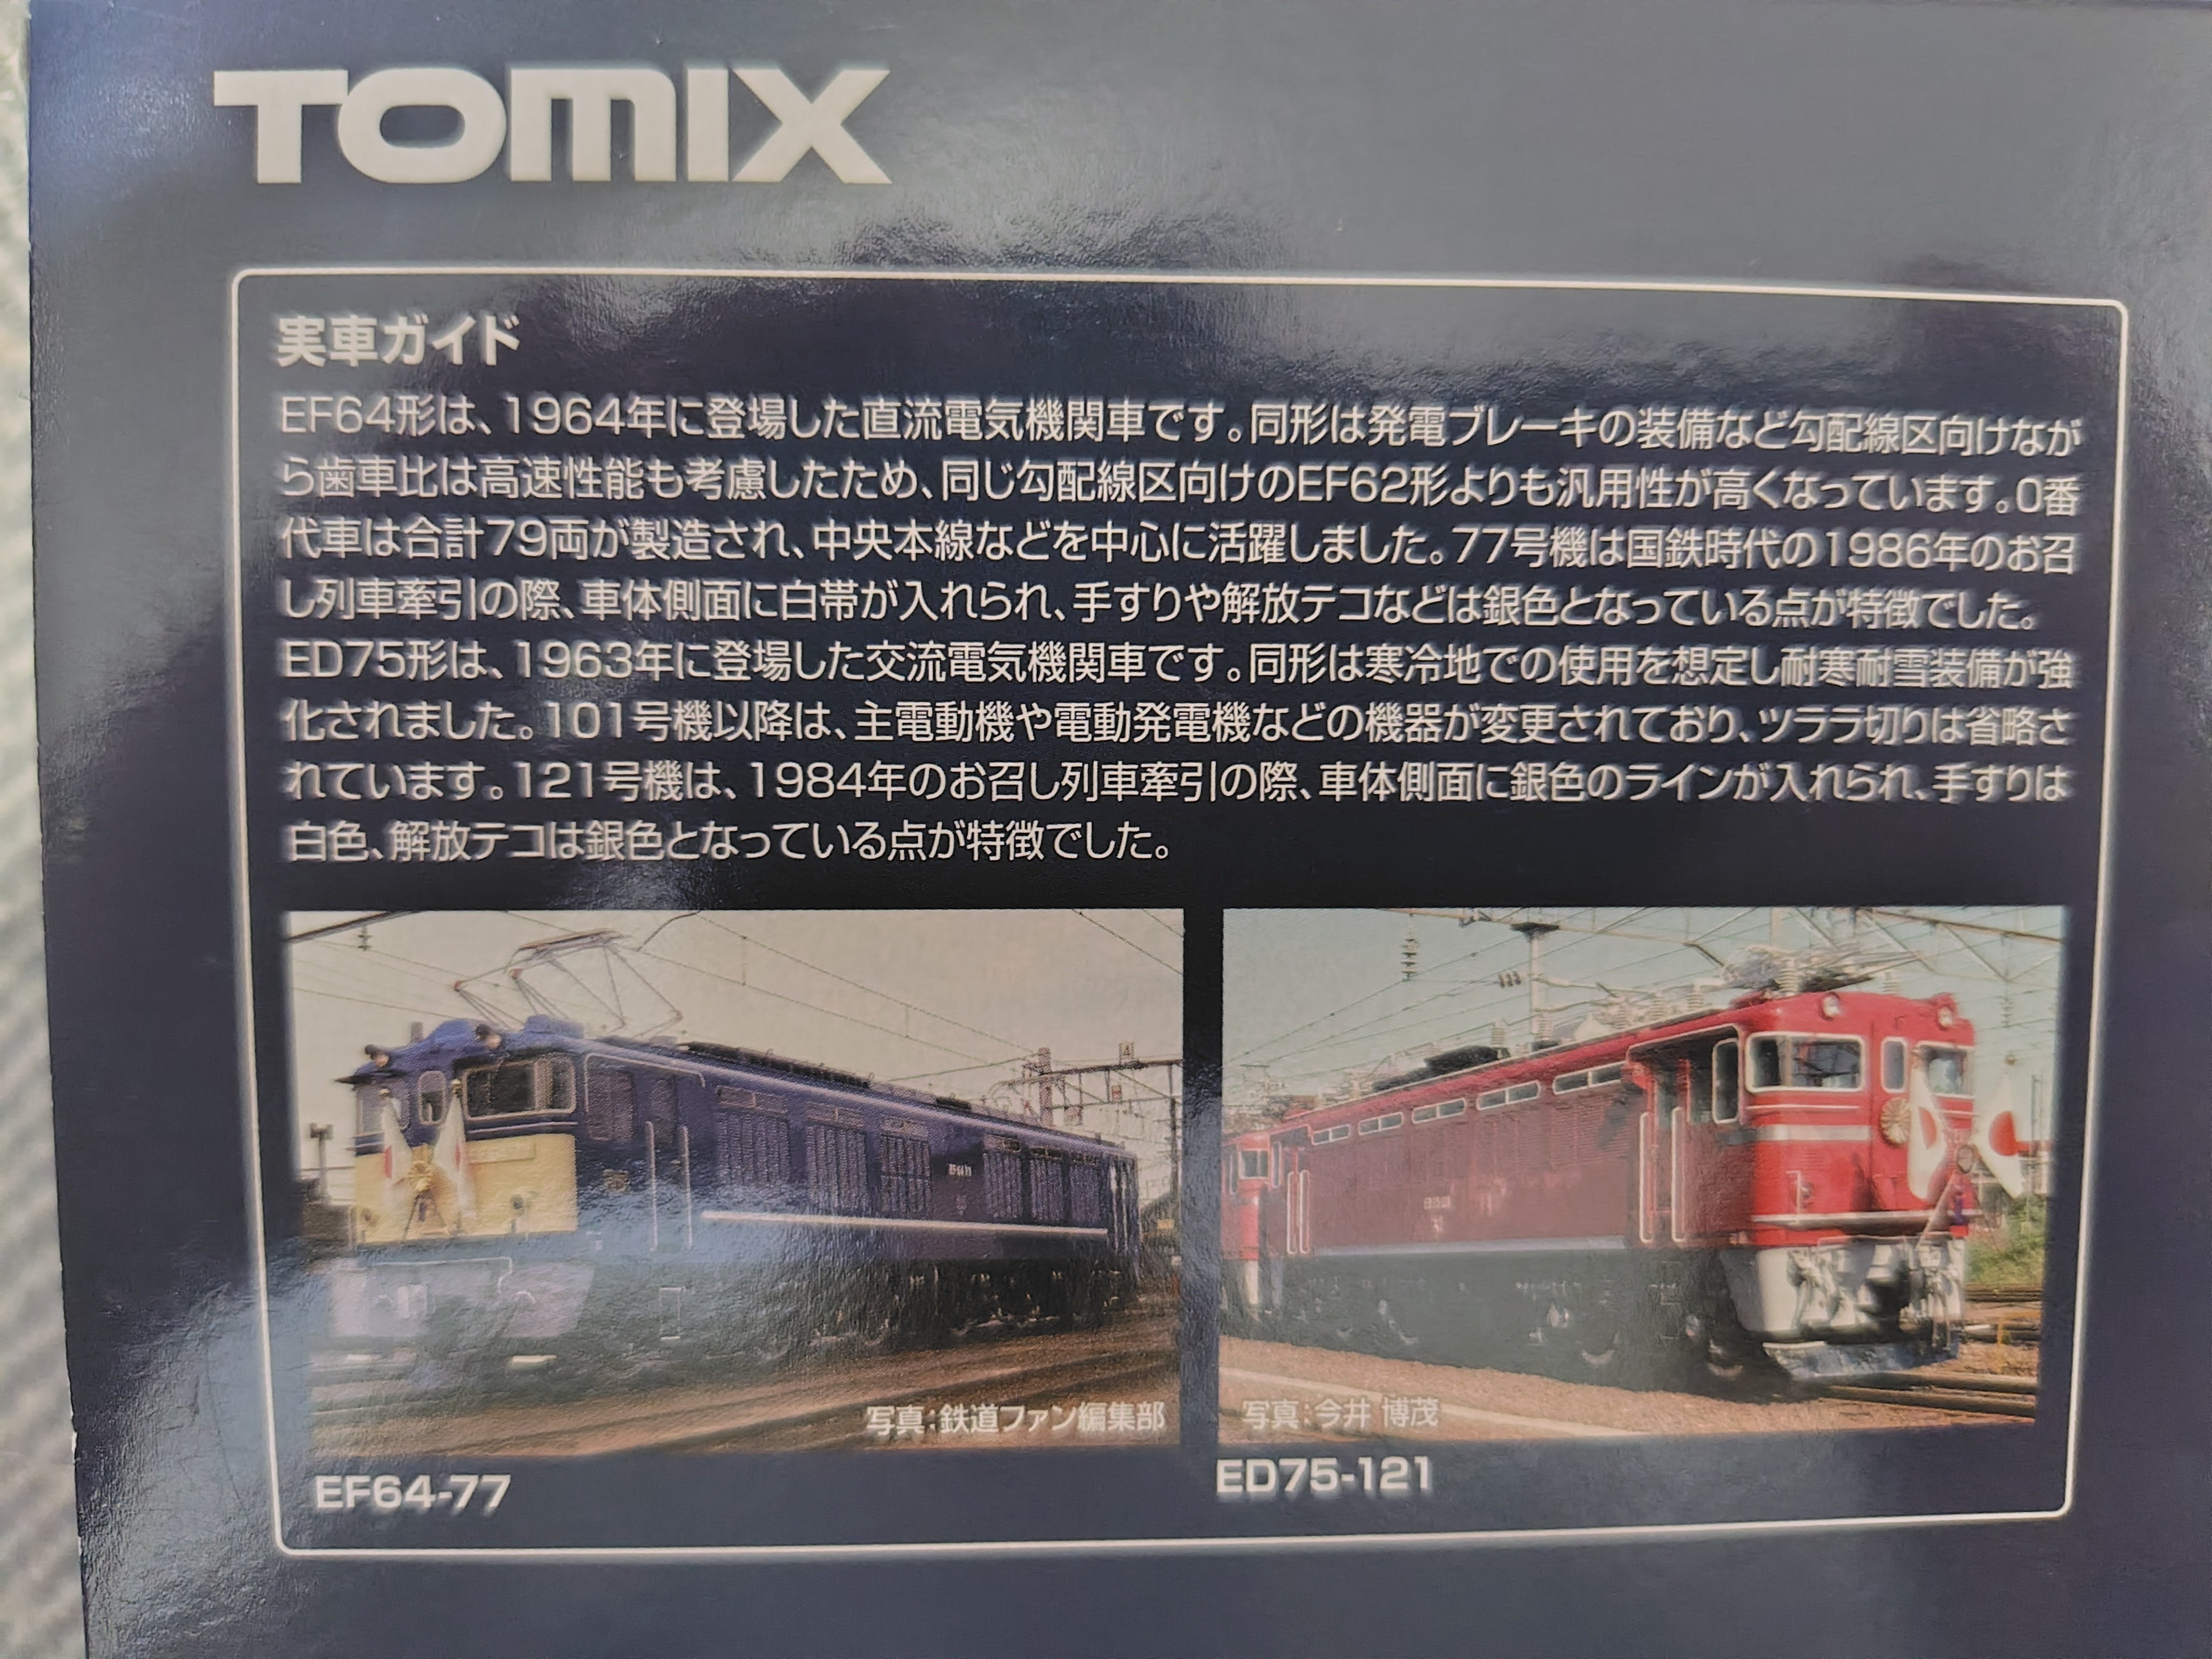 TOMIX
実車ガイド
EF64形は、1964年に登場した直流電気機関車です。同形は発電ブレーキの装備など勾配線区向けなが
ら歯車比は高速性能も考慮したため、同じ勾配線区向けのEF62形よりも汎用性が高くなっています。0番
代車は合計79両が製造され、中央本線などを中心に活躍しました。77号機は国鉄時代の1986年のお召
し列車牽引の際、車体側面に白帯が入れられ、手すりや解放テコなどは銀色となっている点が特徴でした。
ED75形は、1963年に登場した交流電気機関車です。同形は寒冷地での使用を想定し耐寒耐雪装備が強
化されました。101号機以降は、主電動機や電動発電機などの機器が変更されており、ツララ切りは省略さ
れています。121号機は、1984年のお召し列車牽引の際、車体側面に銀色のラインが入れられ、手すりは
白色、解放テコは銀色となっている点が特徴でした。
写真:鉄道ファン編集部
写真:今井 博茂
EF64-77
ED75-121